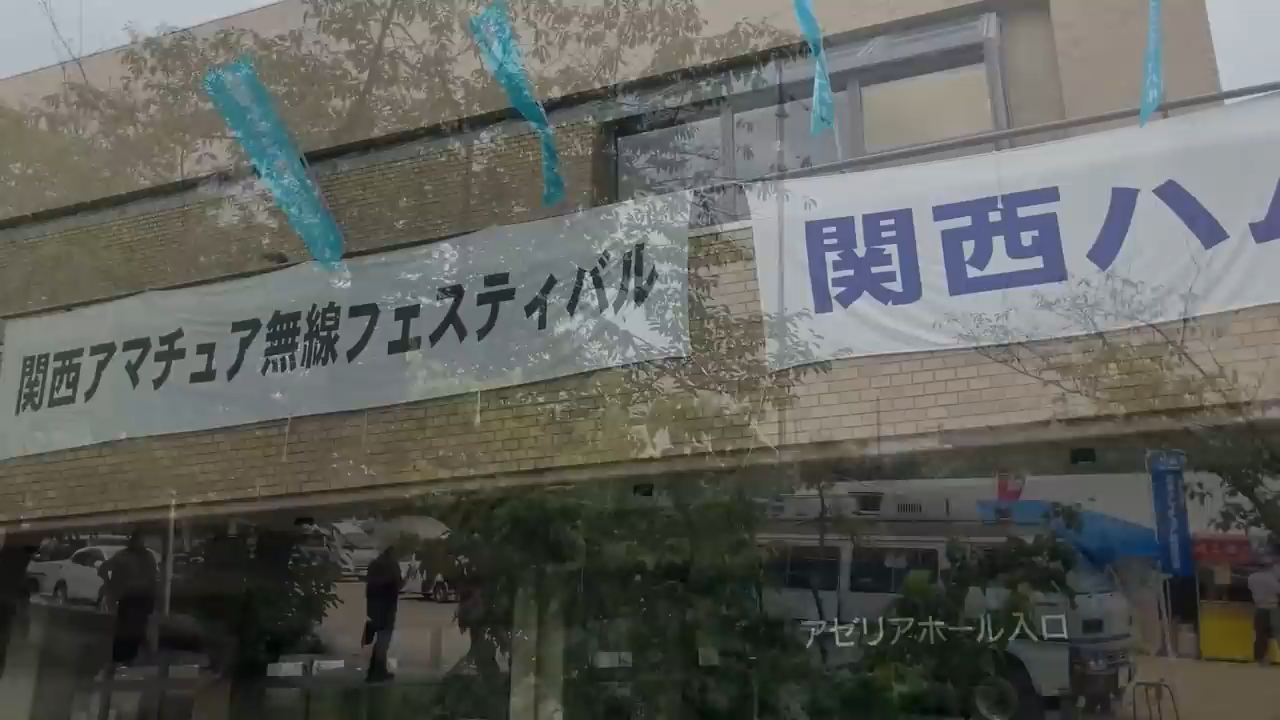 関西アマチュア無線フェスティバル
関西ハム
アゼリアホール入口